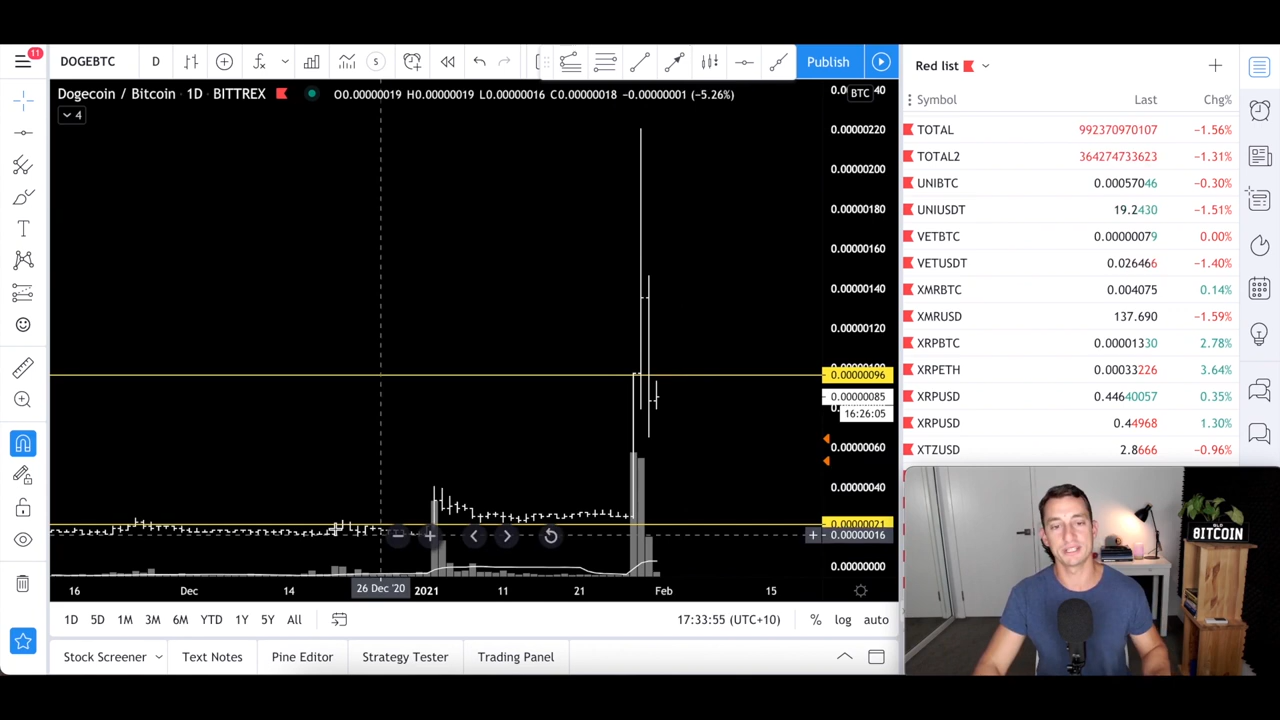 11
DOGEBTC
D
S
Publish
Red list
Dogecoin / Bitcoin · 1D · BITTREX
O0.00000019 H0.00000019 L0.00000016 C0.00000018 −0.00000001 (−5.26%)
4
BTC
Symbol Last Chg%
TOTAL 992370970107 −1.56%
TOTAL2 364274733623 −1.31%
UNIBTC 0.00057046 −0.30%
UNIUSDT 19.2430 −1.51%
VETBTC 0.00000079 0.00%
VETUSDT 0.026466 −1.40%
XMRBTC 0.004075 0.14%
XMRUSD 137.690 −1.59%
XRPBTC 0.00001330 2.78%
XRPETH 0.00033226 3.64%
XRPUSD 0.44640057 0.35%
XRPUSD 0.44968 1.30%
XTZUSD 2.8666 −0.96%
0.00000220
0.00000200
0.00000180
0.00000160
0.00000140
0.00000120
0.00000096
0.00000085
16:26:05
0.00000060
0.00000040
0.00000021
0.00000016
0.00000000
16 Dec 14 26 Dec '20 2021 11 21 Feb 15
1D 5D 1M 3M 6M YTD 1Y 5Y All
17:33:55 (UTC+10) % log auto
Stock Screener Text Notes Pine Editor Strategy Tester Trading Panel
BITCOIN